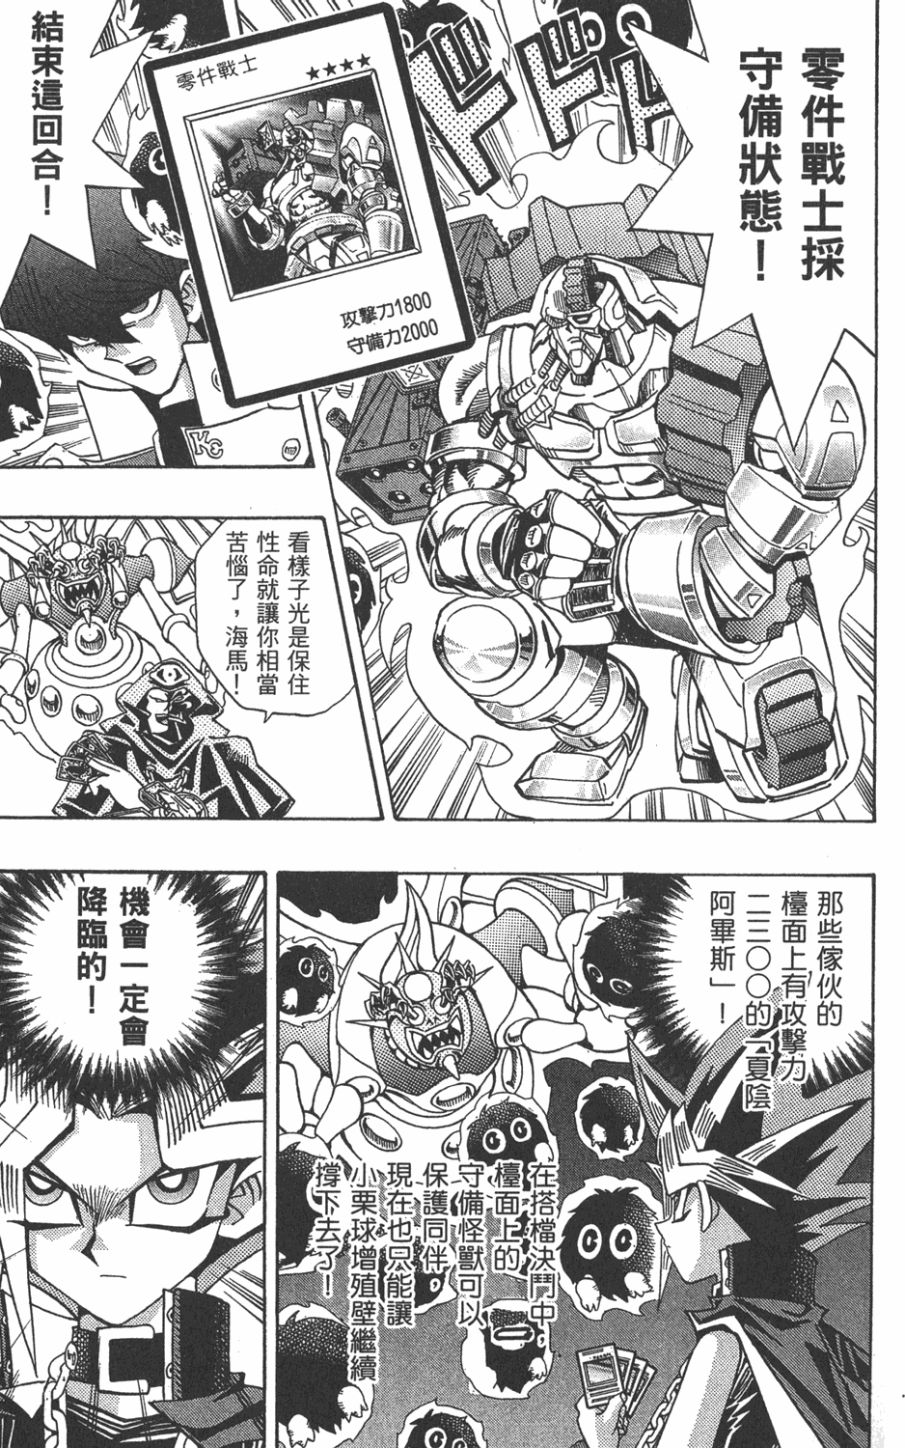 零件戰士採
守備狀態！
ドドド
零件戰士
★★★★
攻擊力1800
守備力2000
結束這回合！
KC
看樣子光是保住
性命就讓你相當
苦惱了，海馬！
那些傢伙的
檯面上有攻擊力
二三〇〇的「夏陰
阿畢斯」！
在搭檔決鬥中，
檯面上的
守備怪獸可以
保護同伴，
現在也只能讓
小栗球增殖壁繼續
撐下去了！
機會一定會
降臨的！